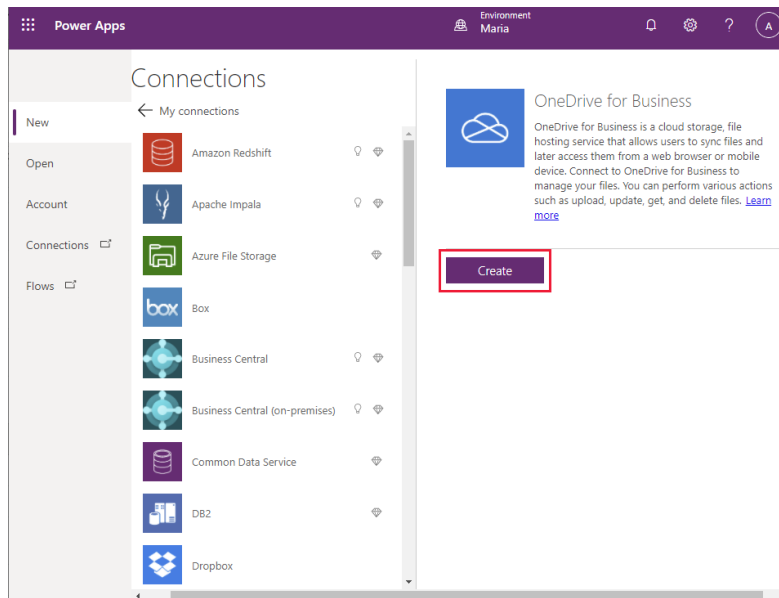 Power Apps
Environment
Maria
?
A
New
Open
Account
Connections
Flows
Connections
My connections
Amazon Redshift
Apache Impala
Azure File Storage
box
Box
Business Central
Business Central (on-premises)
Common Data Service
DB2
Dropbox
OneDrive for Business
OneDrive for Business is a cloud storage, file
hosting service that allows users to sync files and
later access them from a web browser or mobile
device. Connect to OneDrive for Business to
manage your files. You can perform various actions
such as upload, update, get, and delete files. Learn
more
Create